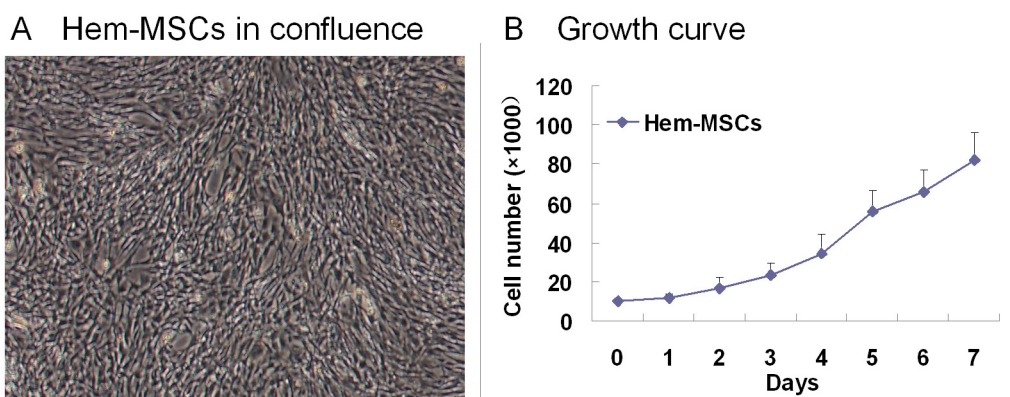 A Hem-MSCs in confluence
B Growth curve
Cell number (×1000)
120
100
80
60
40
20
0
Hem-MSCs
0 1 2 3 4 5 6 7
Days